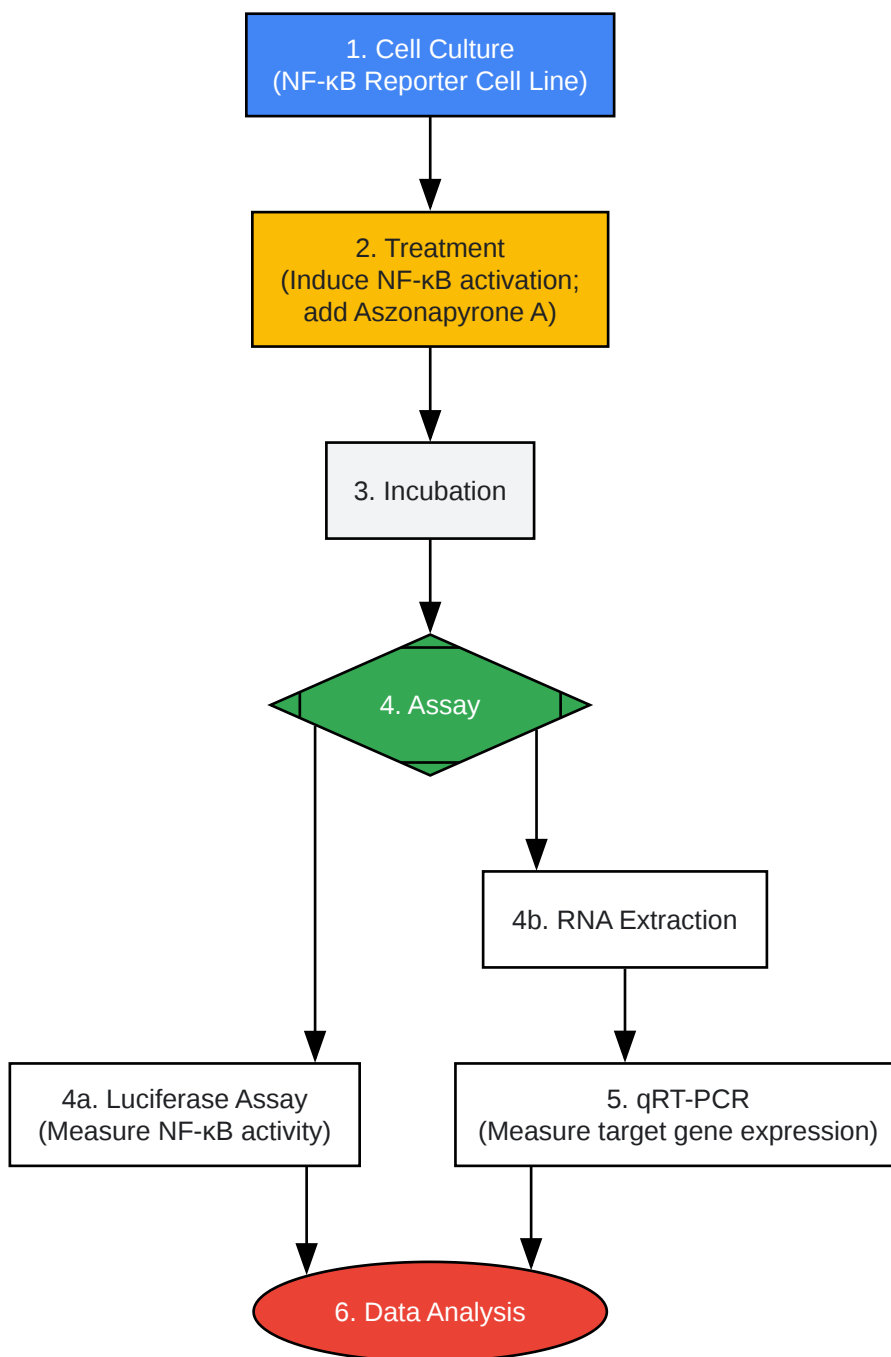 1. Cell Culture
(NF-κB Reporter Cell Line)
2. Treatment
(Induce NF-κB activation;
add Aszonapyrone A)
3. Incubation
4. Assay
4b. RNA Extraction
4a. Luciferase Assay
(Measure NF-κB activity)
5. qRT-PCR
(Measure target gene expression)
6. Data Analysis